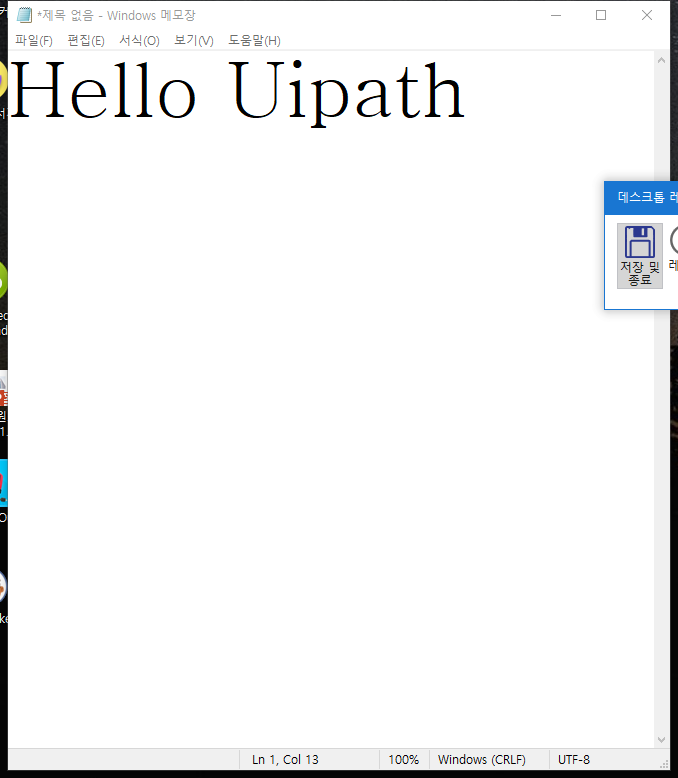 *제목 없음 - Windows 메모장
파일(F) 편집(E) 서식(O) 보기(V) 도움말(H)
Hello Uipath
데스크톱
저장 및
종료
Ln 1, Col 13 100% Windows (CRLF) UTF-8